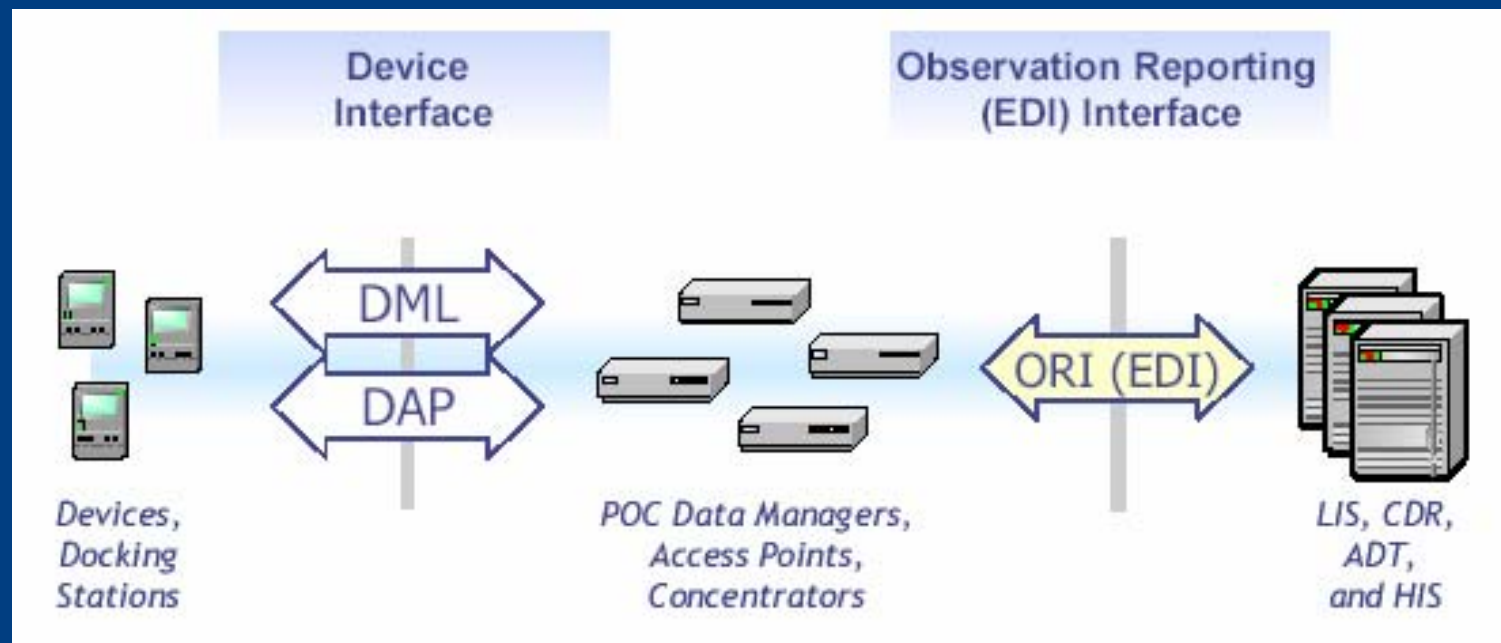 Device
Interface
Observation Reporting
(EDI) Interface
DML
DAP
ORI (EDI)
Devices,
Docking
Stations
POC Data Managers,
Access Points,
Concentrators
LIS, CDR,
ADT,
and HIS